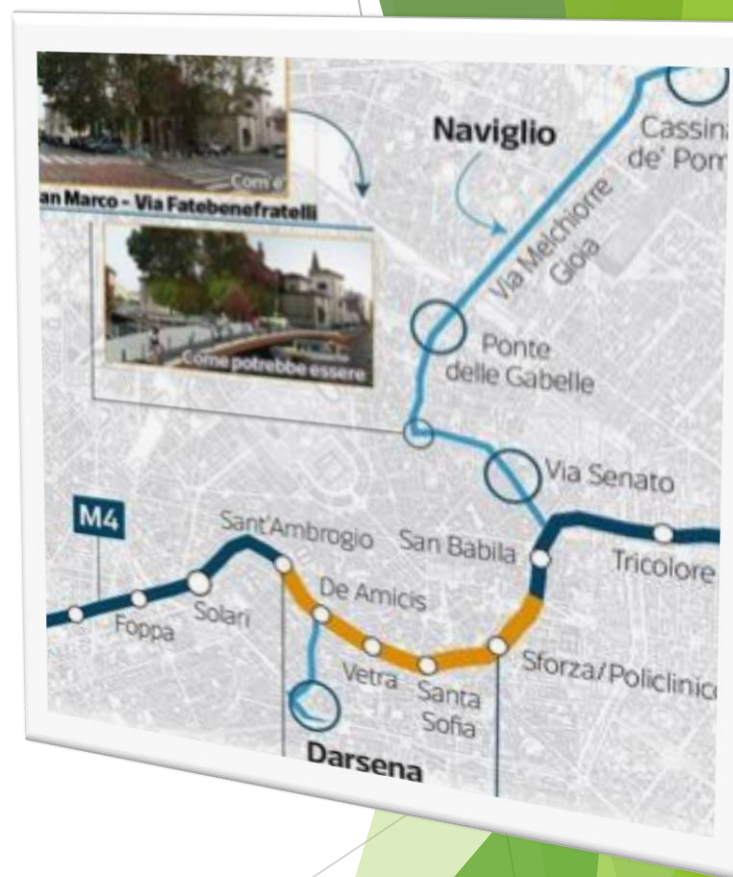 Com'è
an Marco - Via Fatebenefratelli
Come potrebbe essere
Naviglio
Cassin
de' Pom
Via Melchiorre
Gioia
Ponte
delle Gabelle
Via Senato
M4
Sant'Ambrogio
San Babila
Tricolore
Foppa
Solari
De Amicis
Vetra
Santa
Sofia
Sforza/Policlinico
Darsena